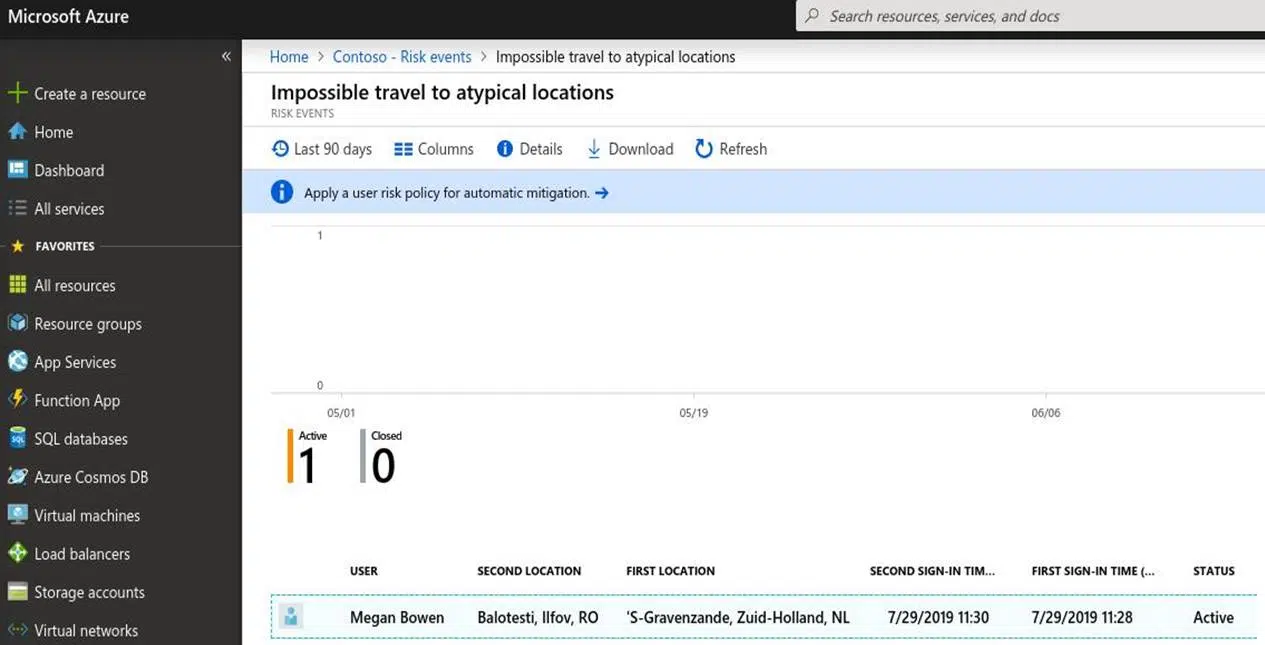 Microsoft Azure
Search resources, services, and docs
«
Create a resource
Home
Dashboard
All services
FAVORITES
All resources
Resource groups
App Services
Function App
SQL databases
Azure Cosmos DB
Virtual machines
Load balancers
Storage accounts
Virtual networks
Home > Contoso - Risk events > Impossible travel to atypical locations
Impossible travel to atypical locations
RISK EVENTS
Last 90 days Columns Details Download Refresh
Apply a user risk policy for automatic mitigation. →
1
0
05/01 05/19 06/06
Active Closed
1 0
USER SECOND LOCATION FIRST LOCATION SECOND SIGN-IN TIM... FIRST SIGN-IN TIME (... STATUS
Megan Bowen Balotesti, Ilfov, RO 'S-Gravenzande, Zuid-Holland, NL 7/29/2019 11:30 7/29/2019 11:28 Active